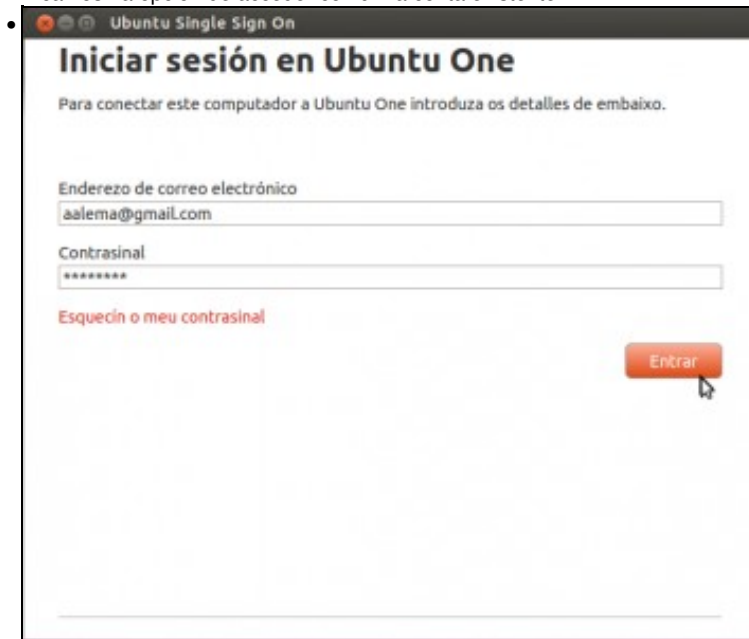 Ubuntu Single Sign On
Iniciar sesión en Ubuntu One
Para conectar este computador a Ubuntu One introduza os detalles de embaixo.
Enderezo de correo electrónico
aalema@gmail.com
Contrasinal
********
Esquecín o meu contrasinal
Entrar